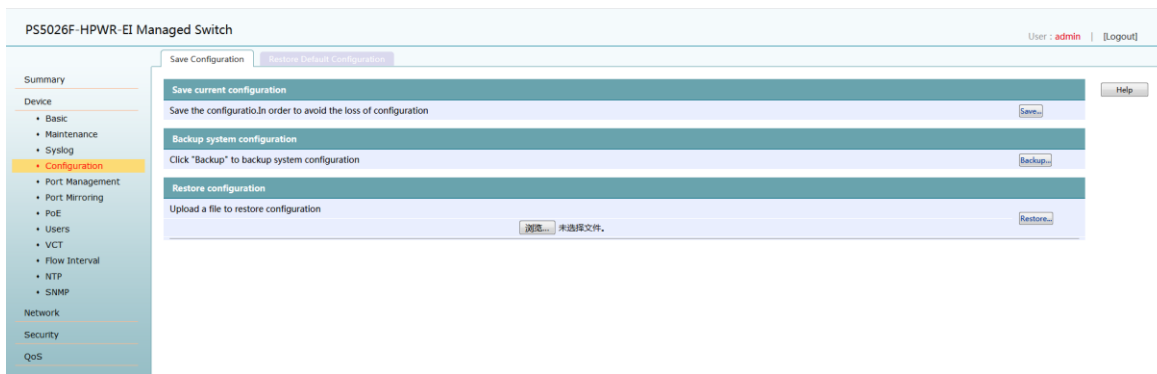 PS5026F-HPWR-EI Managed Switch
User : admin | [Logout]
Save Configuration
Restore Default Configuration
Summary
Device
• Basic
• Maintenance
• Syslog
• Configuration
• Port Management
• Port Mirroring
• PoE
• Users
• VCT
• Flow Interval
• NTP
• SNMP
Network
Security
QoS
Save current configuration
Help
Save the configuratio.In order to avoid the loss of configuration
Save...
Backup system configuration
Click "Backup" to backup system configuration
Backup...
Restore configuration
Upload a file to restore configuration
浏览... 未选择文件。
Restore...